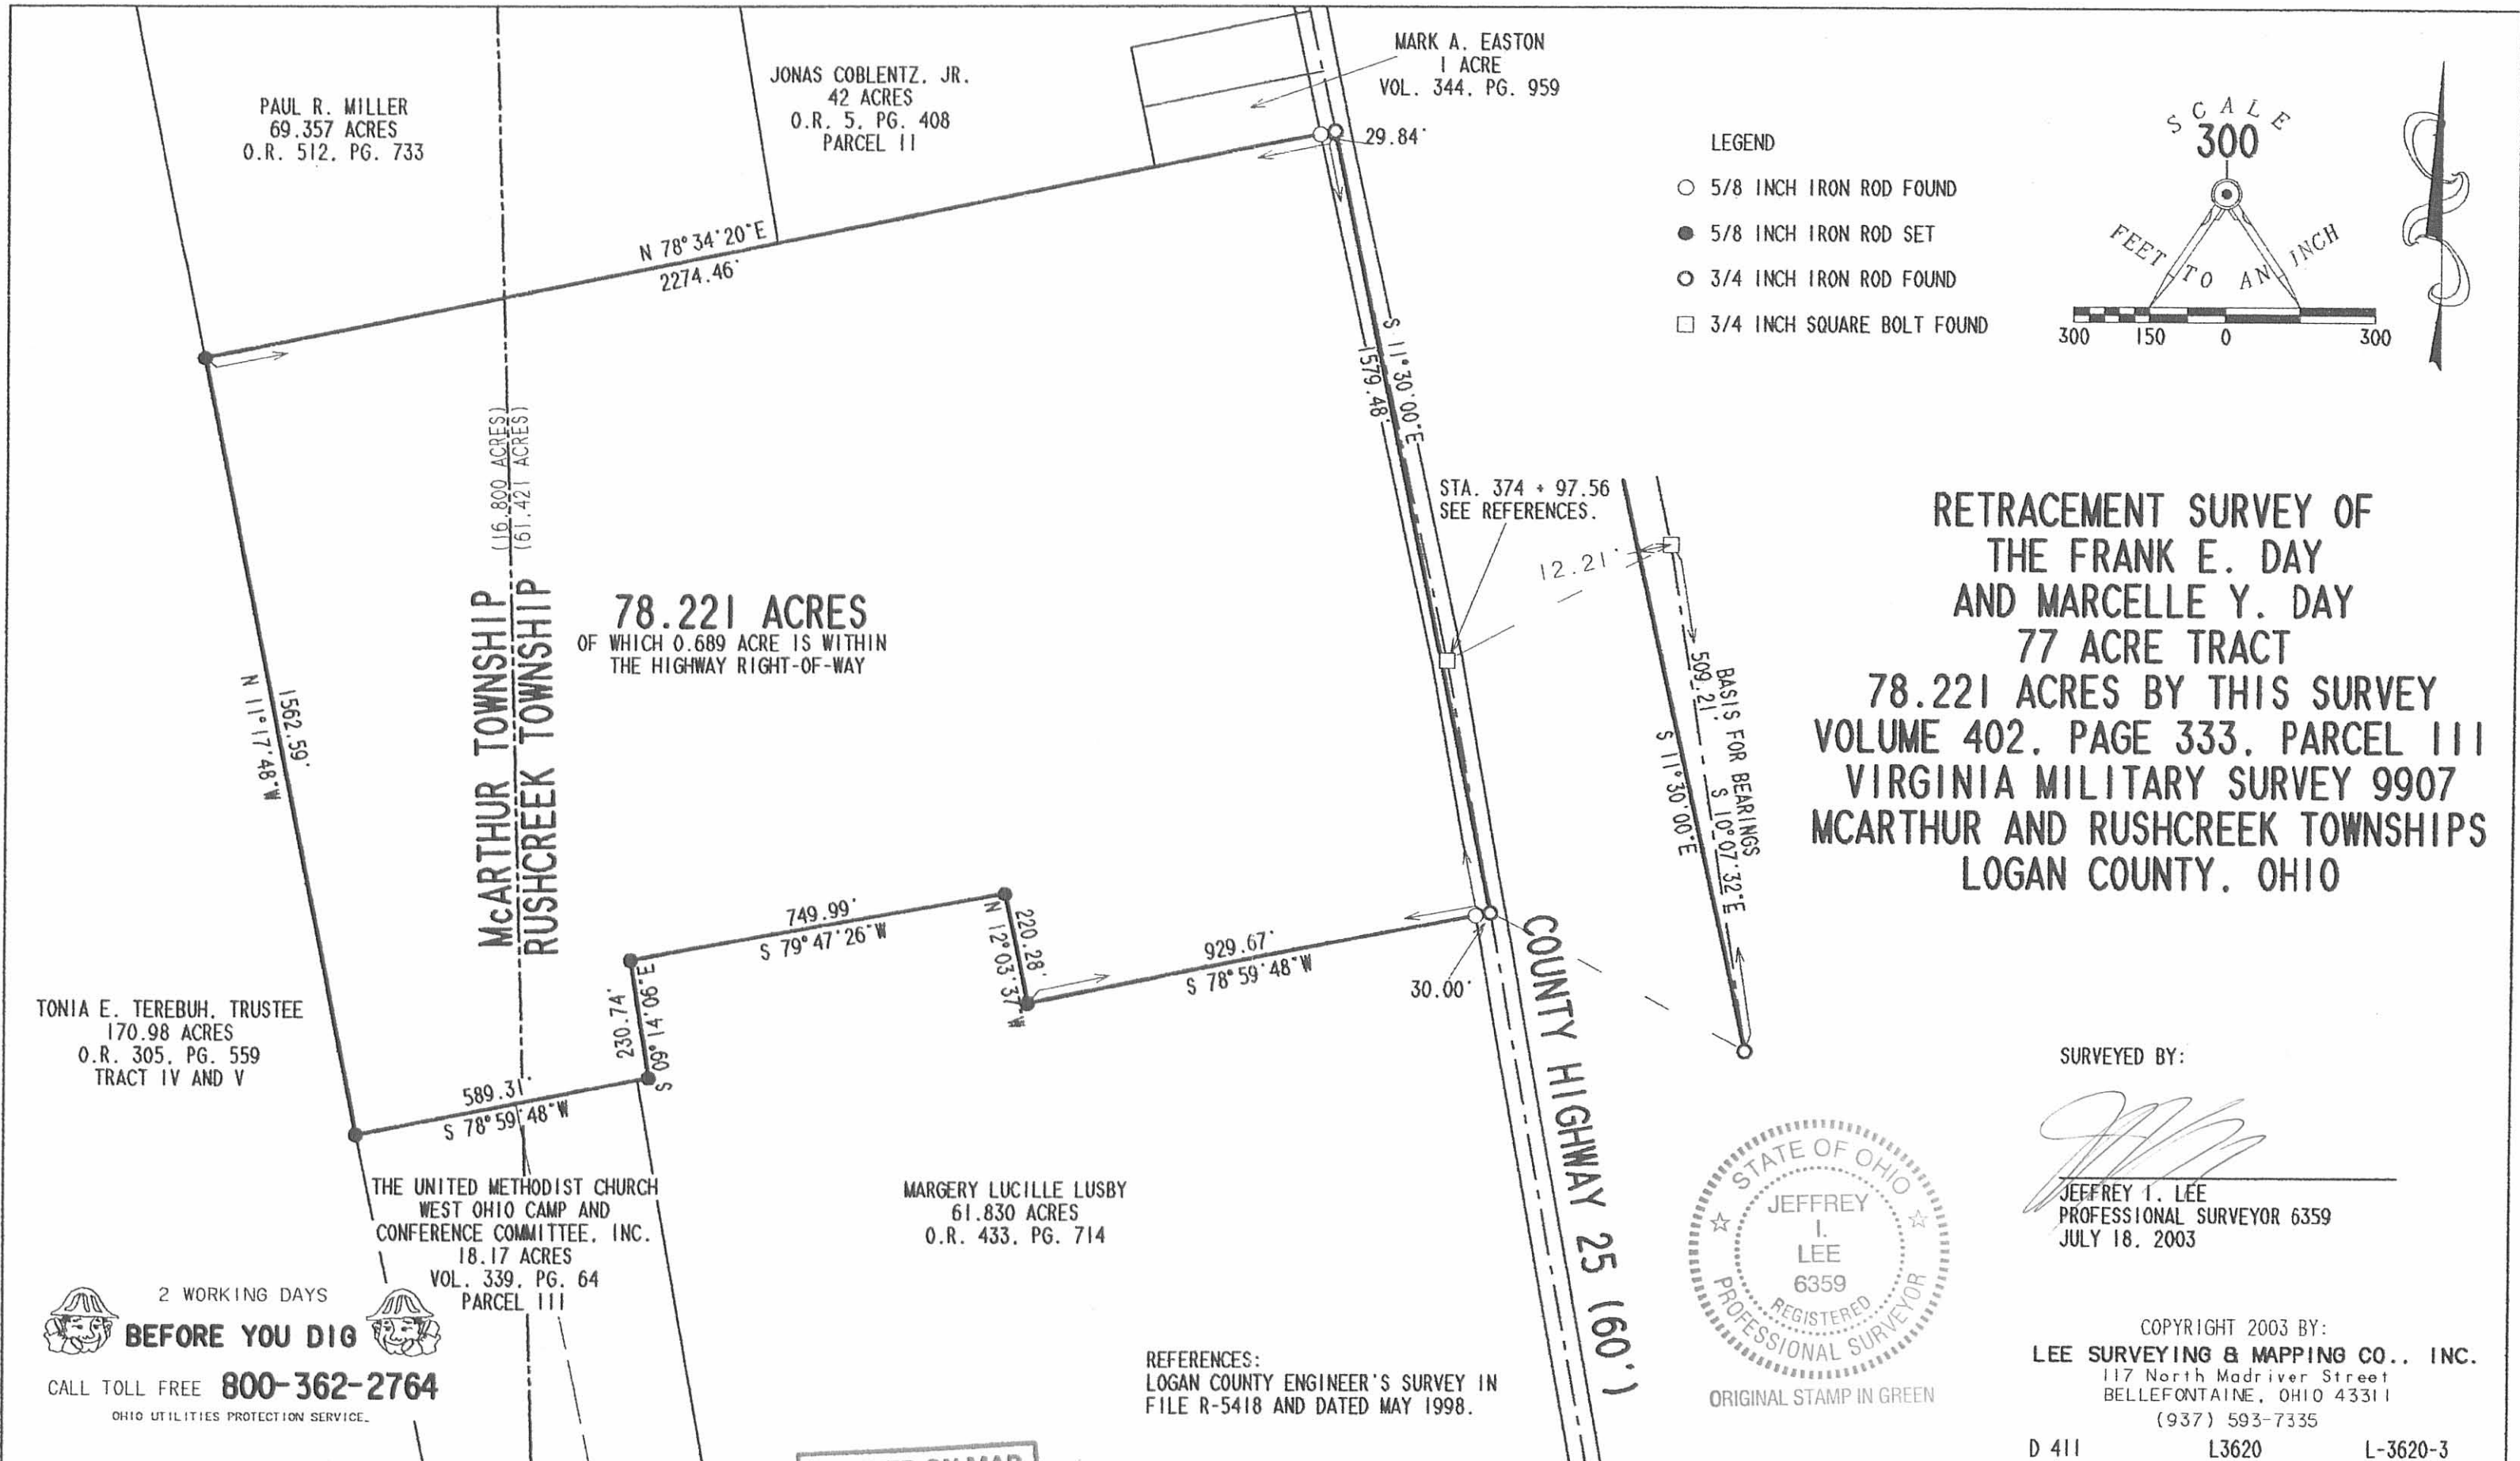 PAUL R. MILLER
69.357 ACRES
O.R. 512, PG. 733
JONAS COBLENTZ, JR.
42 ACRES
O.R. 5, PG. 408
PARCEL II
MARK A. EASTON
1 ACRE
VOL. 344, PG. 959
29.84'
N 78°34'20"E
2274.46'
LEGEND
5/8 INCH IRON ROD FOUND
5/8 INCH IRON ROD SET
3/4 INCH IRON ROD FOUND
3/4 INCH SQUARE BOLT FOUND
SCALE
300
FEET TO AN INCH
300 150 0 300
S 11°30'00"E
1579.48'
(16.800 ACRES)
(61.421 ACRES)
McARTHUR TOWNSHIP
RUSHCREEK TOWNSHIP
78.221 ACRES
OF WHICH 0.689 ACRE IS WITHIN
THE HIGHWAY RIGHT-OF-WAY
1562.59'
N 11°17'48"W
STA. 374 + 97.56
SEE REFERENCES.
12.21'
BASIS FOR BEARINGS
509.21'
S 10°07'32"E
S 11°30'00"E
RETRACEMENT SURVEY OF
THE FRANK E. DAY
AND MARCELLE Y. DAY
77 ACRE TRACT
78.221 ACRES BY THIS SURVEY
VOLUME 402, PAGE 333, PARCEL III
VIRGINIA MILITARY SURVEY 9907
MCARTHUR AND RUSHCREEK TOWNSHIPS
LOGAN COUNTY, OHIO
749.99'
S 79°47'26"W
220.28'
N 12°03'37"W
929.67'
S 78°59'48"W
30.00'
230.74'
S 09°14'06"E
589.31'
S 78°59'48"W
TONIA E. TEREBUH, TRUSTEE
170.98 ACRES
O.R. 305, PG. 559
TRACT IV AND V
COUNTY HIGHWAY 25 (60')
THE UNITED METHODIST CHURCH
WEST OHIO CAMP AND
CONFERENCE COMMITTEE, INC.
18.17 ACRES
VOL. 339, PG. 64
PARCEL III
MARGERY LUCILLE LUSBY
61.830 ACRES
O.R. 433, PG. 714
2 WORKING DAYS
BEFORE YOU DIG
CALL TOLL FREE 800-362-2764
OHIO UTILITIES PROTECTION SERVICE.
REFERENCES:
LOGAN COUNTY ENGINEER'S SURVEY IN
FILE R-5418 AND DATED MAY 1998.
STATE OF OHIO
JEFFREY
I.
LEE
6359
REGISTERED
PROFESSIONAL SURVEYOR
ORIGINAL STAMP IN GREEN
SURVEYED BY:
JEFFREY I. LEE
PROFESSIONAL SURVEYOR 6359
JULY 18, 2003
COPYRIGHT 2003 BY:
LEE SURVEYING & MAPPING CO., INC.
117 North Madriver Street
BELLEFONTAINE, OHIO 43311
(937) 593-7335
D 411 L3620 L-3620-3